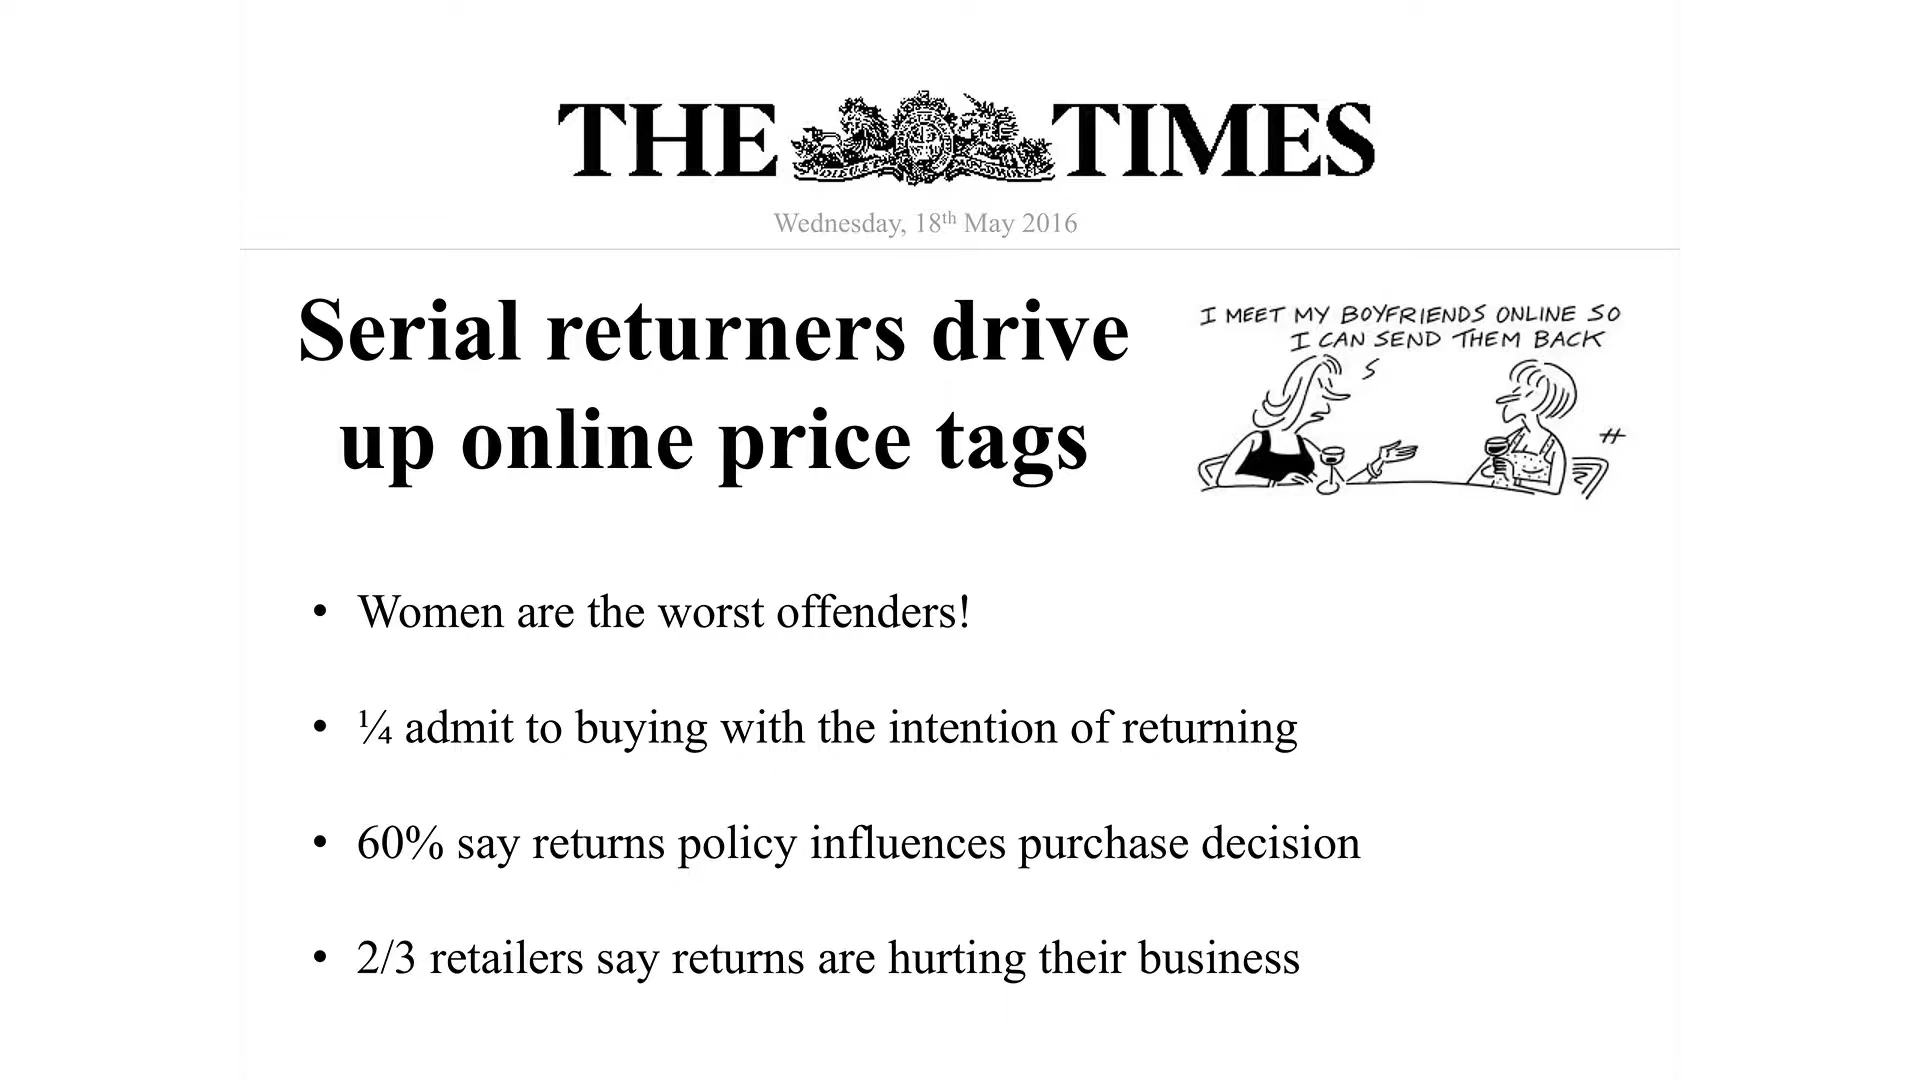 THE TIMES
Wednesday, 18th May 2016
Serial returners drive
up online price tags
I MEET MY BOYFRIENDS ONLINE SO
I CAN SEND THEM BACK
• Women are the worst offenders!
• ¼ admit to buying with the intention of returning
• 60% say returns policy influences purchase decision
• 2/3 retailers say returns are hurting their business